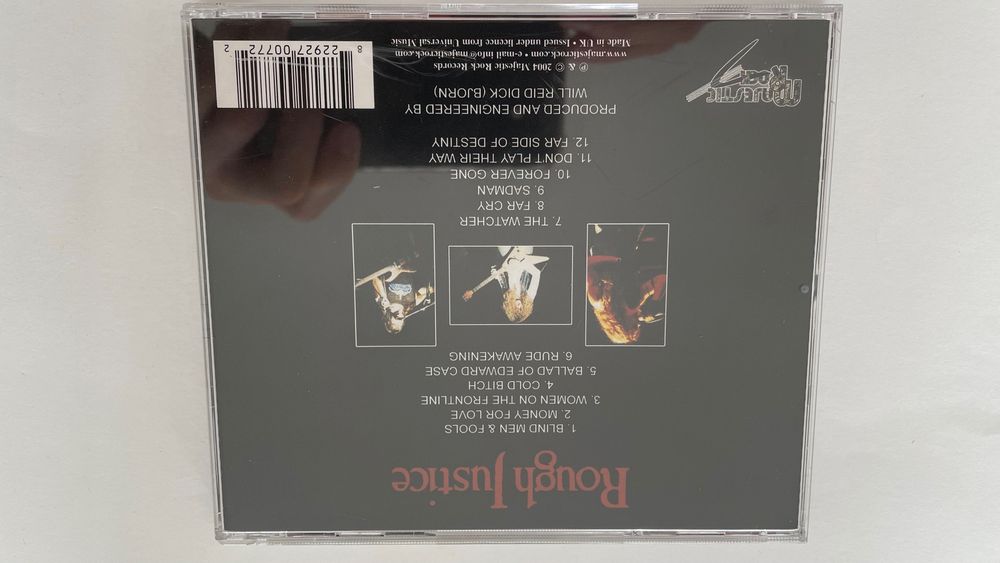 Rough Justice
1. BLIND MEN & FOOLS
2. MONEY FOR LOVE
3. WOMEN ON THE FRONTLINE
4. COLD BITCH
5. BALLAD OF EDWARD CASE
6. RUDE AWAKENING
7. THE WATCHER
8. FAR CRY
9. SADMAN
10. FOREVER GONE
11. DON'T PLAY THEIR WAY
12. FAR SIDE OF DESTINY
PRODUCED AND ENGINEERED BY
WILL REID DICK (BJORN)
MAJESTIC
ROCK
℗ & © 2004 Majestic Rock Records
www.majesticrock.com • e-mail info@majesticrock.com
Made in UK • Issued under licence from Universal Music
8 22927 00772 2